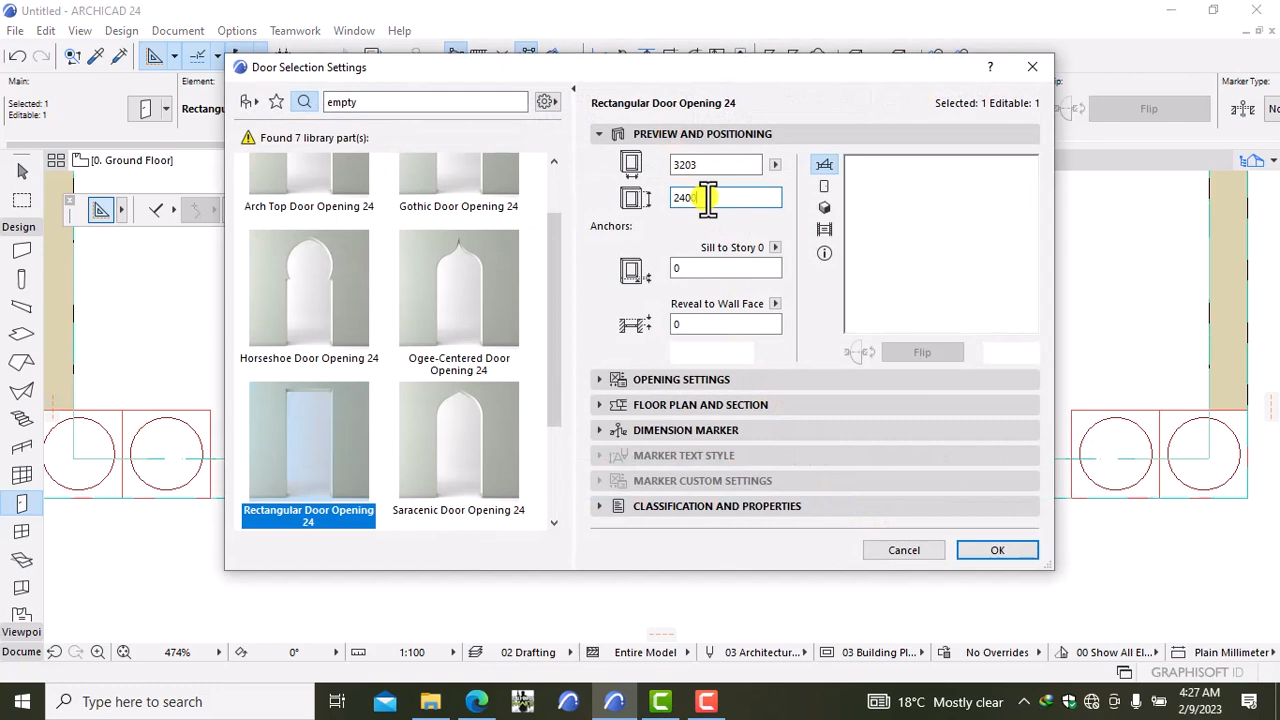 Untitled - ARCHICAD 24
File Edit View Design Document Options Teamwork Window Help
Main:
Selected: 1
Editable: 1
Element:
Rectangu
Marker Type:
Flip
No
Door Selection Settings
?
empty
Found 7 library part(s):
Arch Top Door Opening 24
Gothic Door Opening 24
Horseshoe Door Opening 24
Ogee-Centered Door
Opening 24
Rectangular Door Opening
24
Saracenic Door Opening 24
Rectangular Door Opening 24
Selected: 1 Editable: 1
PREVIEW AND POSITIONING
3203
2400
Anchors:
Sill to Story 0
0
Reveal to Wall Face
0
Flip
OPENING SETTINGS
FLOOR PLAN AND SECTION
DIMENSION MARKER
MARKER TEXT STYLE
MARKER CUSTOM SETTINGS
CLASSIFICATION AND PROPERTIES
Cancel
OK
[0. Ground Floor]
Design
Viewpoi
Docume
474%
0°
1:100
02 Drafting
Entire Model
03 Architectur...
03 Building Pl...
No Overrides
00 Show All El...
Plain Millimeter
GRAPHISOFT ID
Type here to search
18°C Mostly clear
4:27 AM
2/9/2023